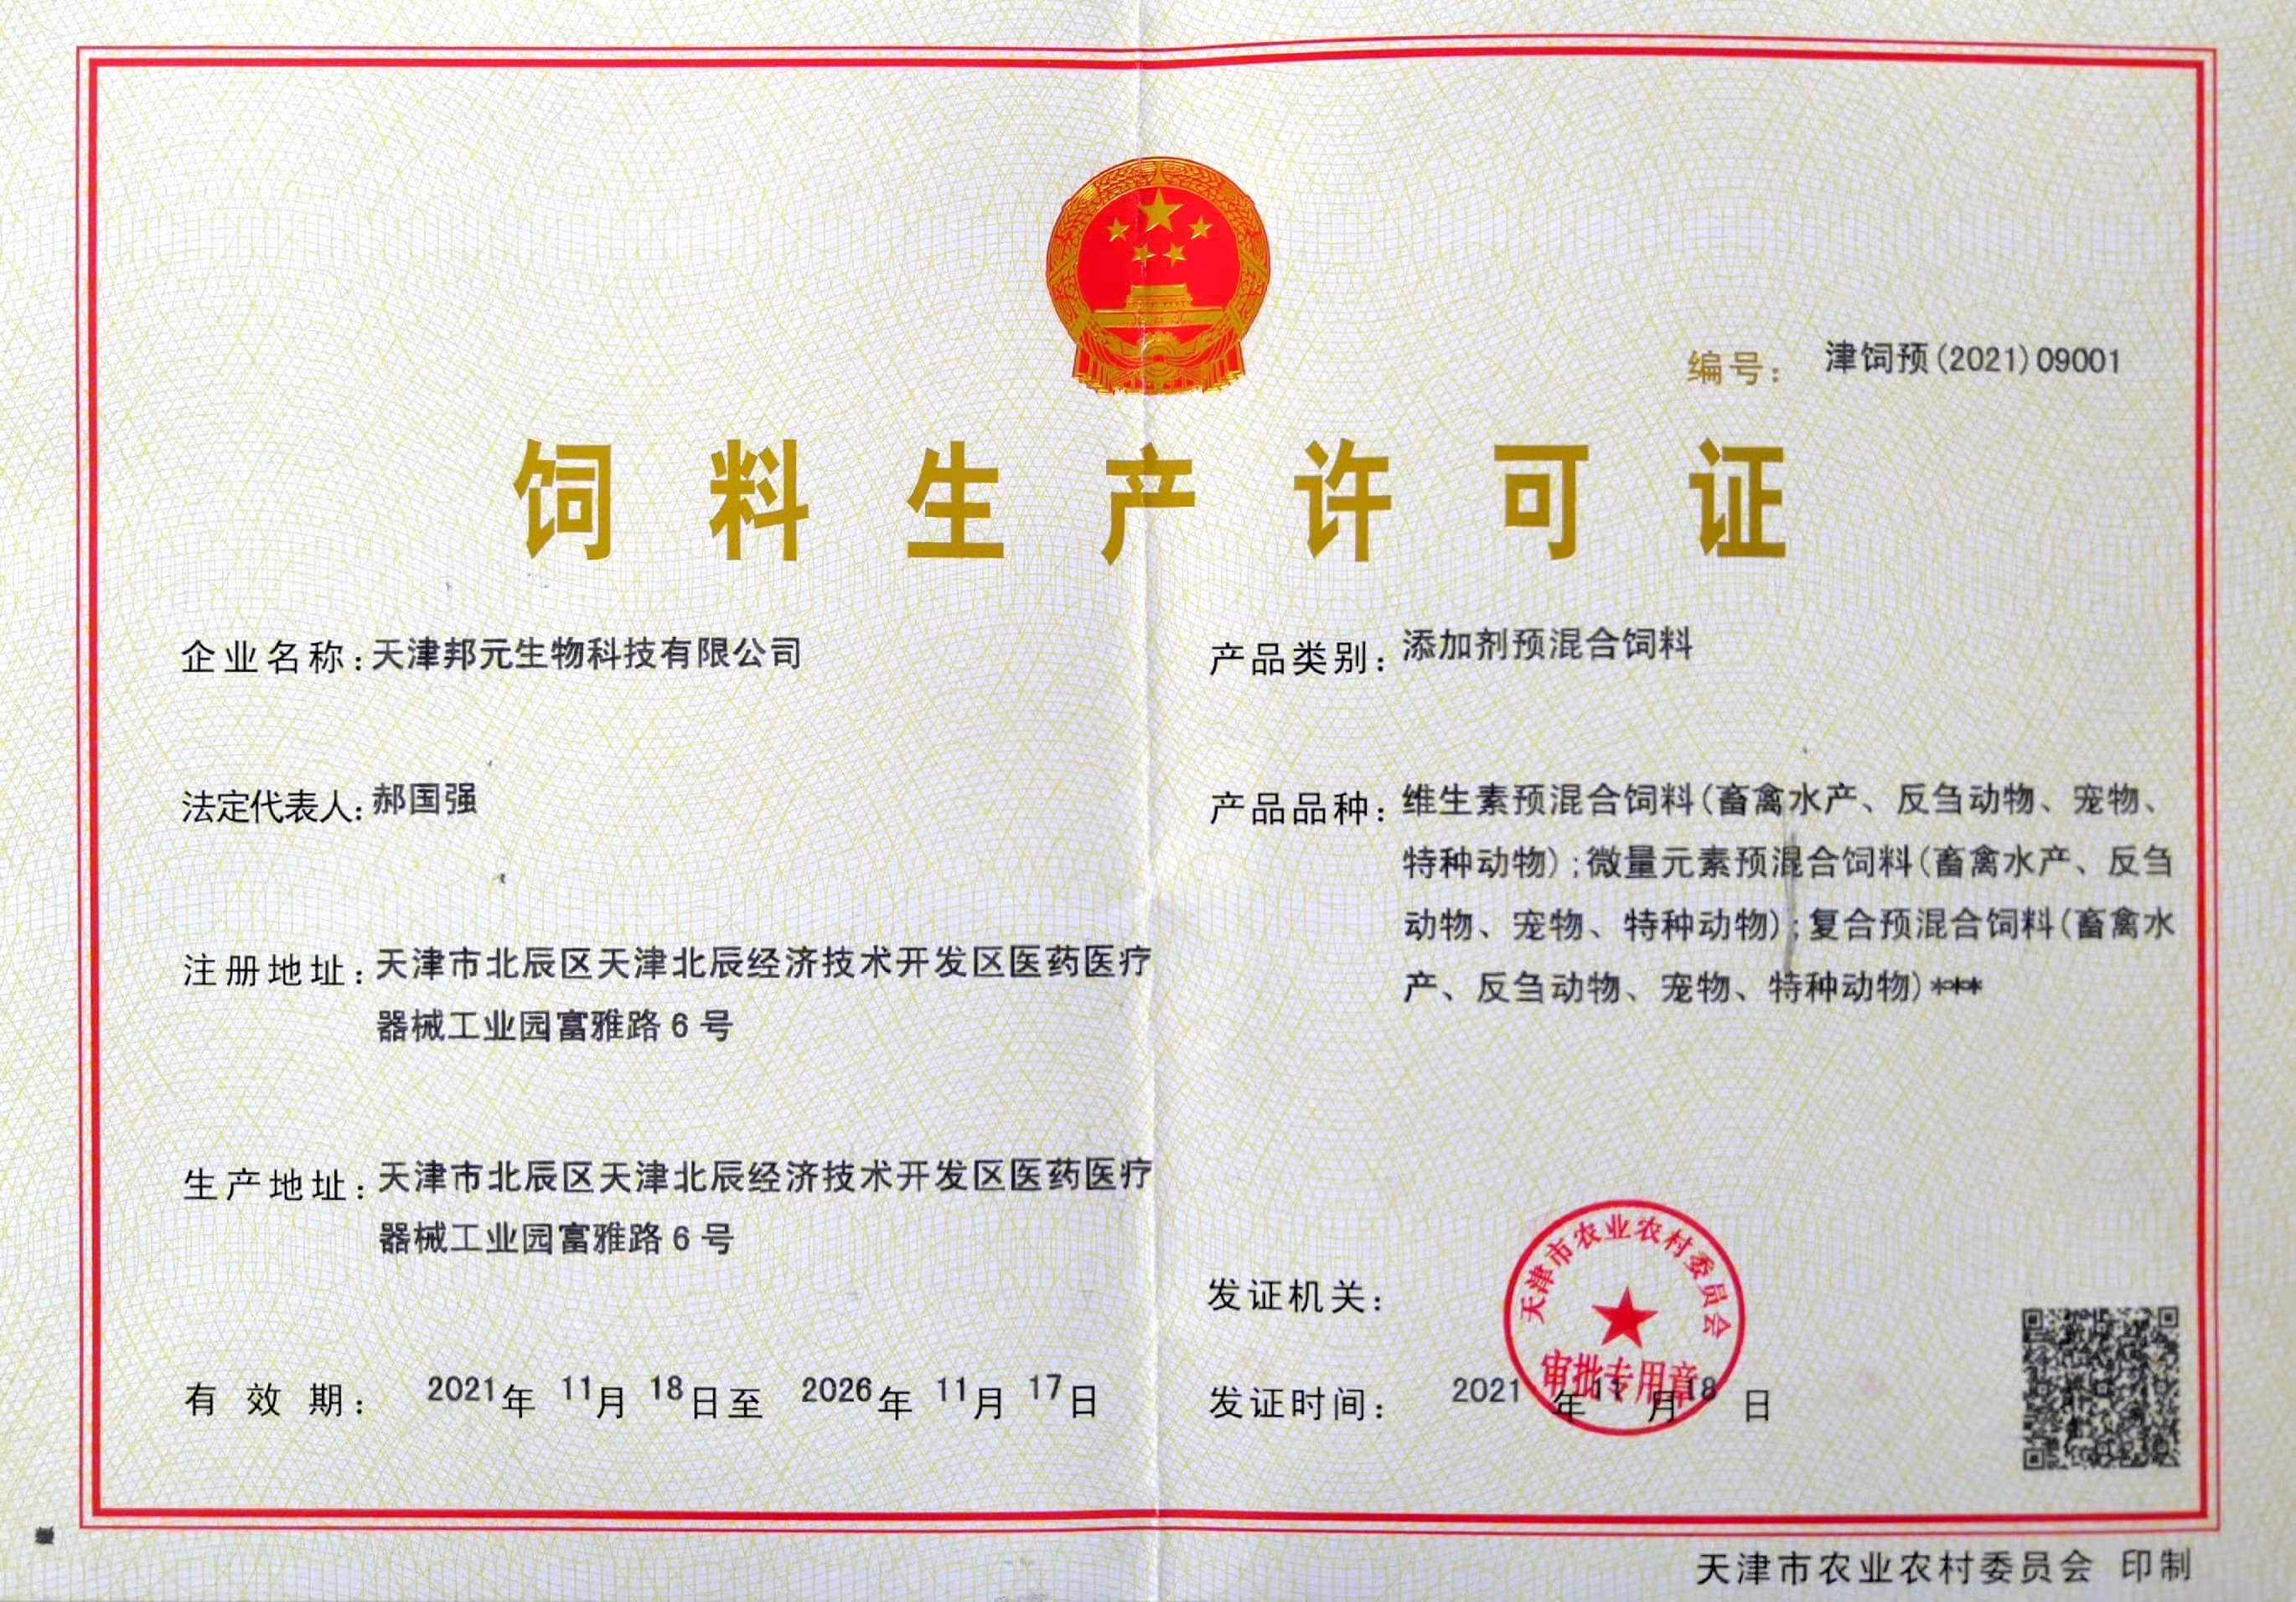 编号： 津饲预(2021)09001
饲料生产许可证
企业名称：天津邦元生物科技有限公司
法定代表人：郝国强
注册地址：天津市北辰区天津北辰经济技术开发区医药医疗
器械工业园富雅路6号
生产地址：天津市北辰区天津北辰经济技术开发区医药医疗
器械工业园富雅路6号
有效期： 2021年 11月 18日至 2026年 11月 17日
产品类别：添加剂预混合饲料
产品品种：维生素预混合饲料(畜禽水产、反刍动物、宠物、
特种动物);微量元素预混合饲料(畜禽水产、反刍
动物、宠物、特种动物);复合预混合饲料(畜禽水
产、反刍动物、宠物、特种动物)***
发证机关：
天津市农业农村委员会
审批专用章
发证时间： 2021 年 11 月 18 日
天津市农业农村委员会 印制